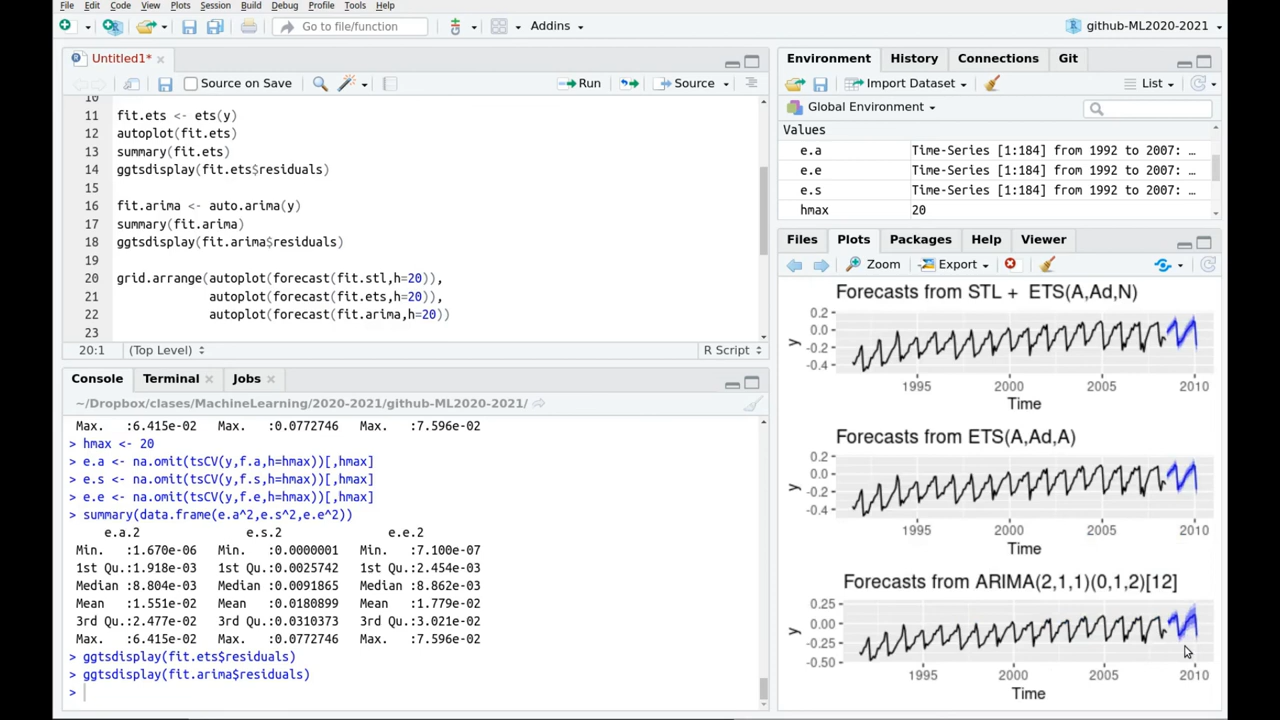 File Edit Code View Plots Session Build Debug Profile Tools Help
Go to file/function
Addins
github-ML2020-2021
Untitled1*
Source on Save
Run
Source
10
11 fit.ets <- ets(y)
12 autoplot(fit.ets)
13 summary(fit.ets)
14 ggtsdisplay(fit.ets$residuals)
15
16 fit.arima <- auto.arima(y)
17 summary(fit.arima)
18 ggtsdisplay(fit.arima$residuals)
19
20 grid.arrange(autoplot(forecast(fit.stl,h=20)),
21 autoplot(forecast(fit.ets,h=20)),
22 autoplot(forecast(fit.arima,h=20))
23
20:1 (Top Level) R Script
Console Terminal Jobs
~/Dropbox/clases/MachineLearning/2020-2021/github-ML2020-2021/
Max. :6.415e-02 Max. :0.0772746 Max. :7.596e-02
> hmax <- 20
> e.a <- na.omit(tsCV(y,f.a,h=hmax))[,hmax]
> e.s <- na.omit(tsCV(y,f.s,h=hmax))[,hmax]
> e.e <- na.omit(tsCV(y,f.e,h=hmax))[,hmax]
> summary(data.frame(e.a^2,e.s^2,e.e^2))
e.a.2 e.s.2 e.e.2
Min. :1.670e-06 Min. :0.0000001 Min. :7.100e-07
1st Qu.:1.918e-03 1st Qu.:0.0025742 1st Qu.:2.454e-03
Median :8.804e-03 Median :0.0091865 Median :8.862e-03
Mean :1.551e-02 Mean :0.0180899 Mean :1.779e-02
3rd Qu.:2.477e-02 3rd Qu.:0.0310373 3rd Qu.:3.021e-02
Max. :6.415e-02 Max. :0.0772746 Max. :7.596e-02
> ggtsdisplay(fit.ets$residuals)
> ggtsdisplay(fit.arima$residuals)
>
Environment History Connections Git
Import Dataset
List
Global Environment
Values
e.a Time-Series [1:184] from 1992 to 2007: …
e.e Time-Series [1:184] from 1992 to 2007: …
e.s Time-Series [1:184] from 1992 to 2007: …
hmax 20
Files Plots Packages Help Viewer
Zoom Export
Forecasts from STL + ETS(A,Ad,N)
0.2
0.0
-0.2
-0.4
y
1995 2000 2005 2010
Time
Forecasts from ETS(A,Ad,A)
0.2
0.0
-0.2
-0.4
y
1995 2000 2005 2010
Time
Forecasts from ARIMA(2,1,1)(0,1,2)[12]
0.25
0.00
-0.25
-0.50
y
1995 2000 2005 2010
Time